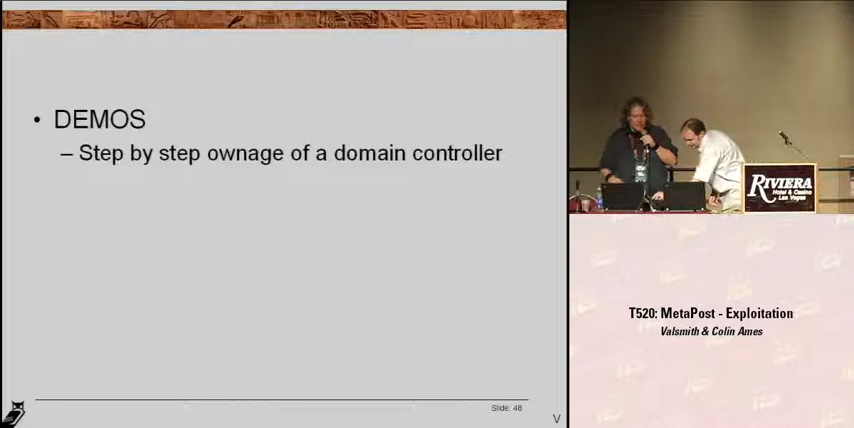 • DEMOS
– Step by step ownage of a domain controller
Slide: 48
V
RIVIERA
Hotel & Casino
Las Vegas
T520: MetaPost - Exploitation
Valsmith & Colin Ames